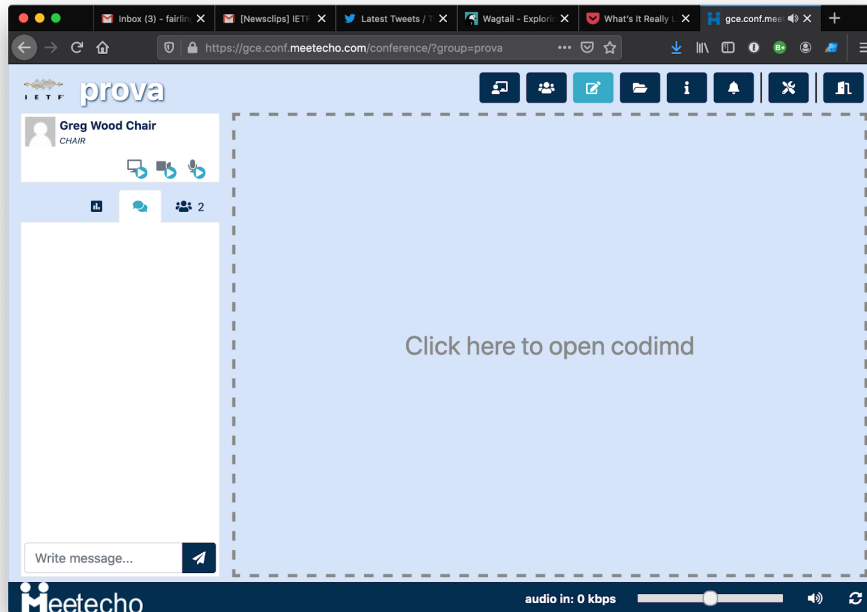 Inbox (3) - fairlin
[Newsclips] IETF
Latest Tweets / T
Wagtail - Explorin
What's It Really L
gce.conf.meet
https://gce.conf.meetecho.com/conference/?group=prova
IETF
prova
Greg Wood Chair
CHAIR
2
Click here to open codimd
Write message...
Meetecho
audio in: 0 kbps